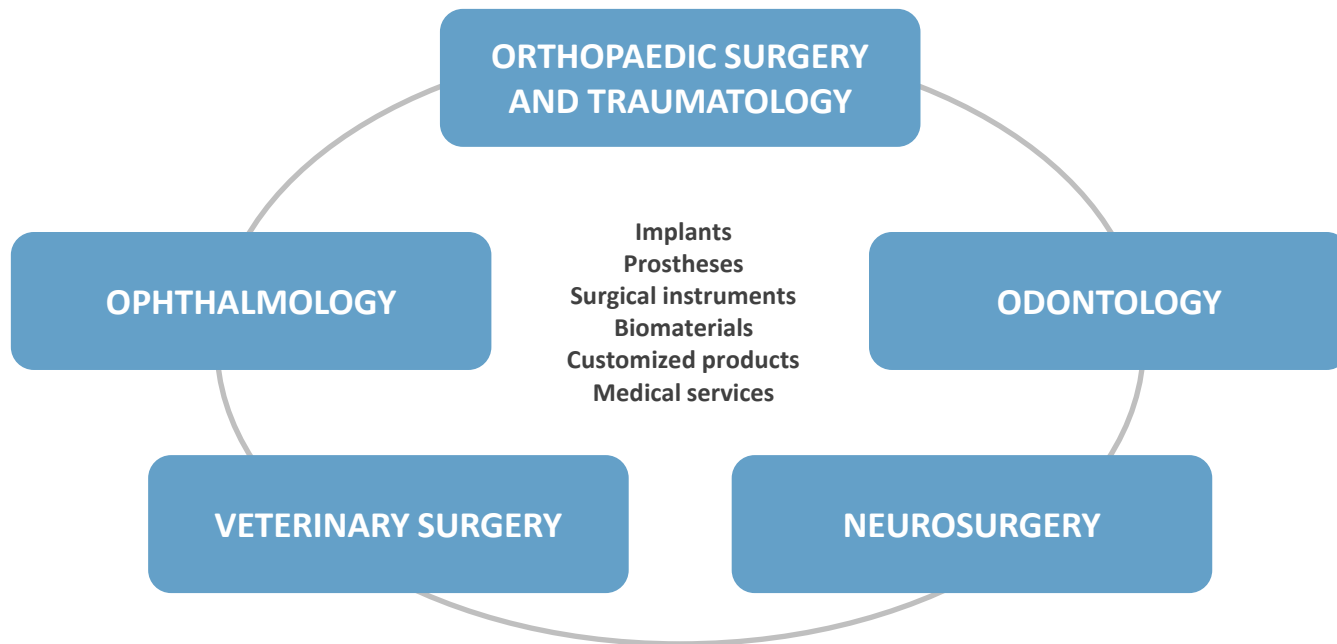 ORTHOPAEDIC SURGERY
AND TRAUMATOLOGY
Implants
Prostheses
Surgical instruments
Biomaterials
Customized products
Medical services
OPHTHALMOLOGY
ODONTOLOGY
VETERINARY SURGERY
NEUROSURGERY